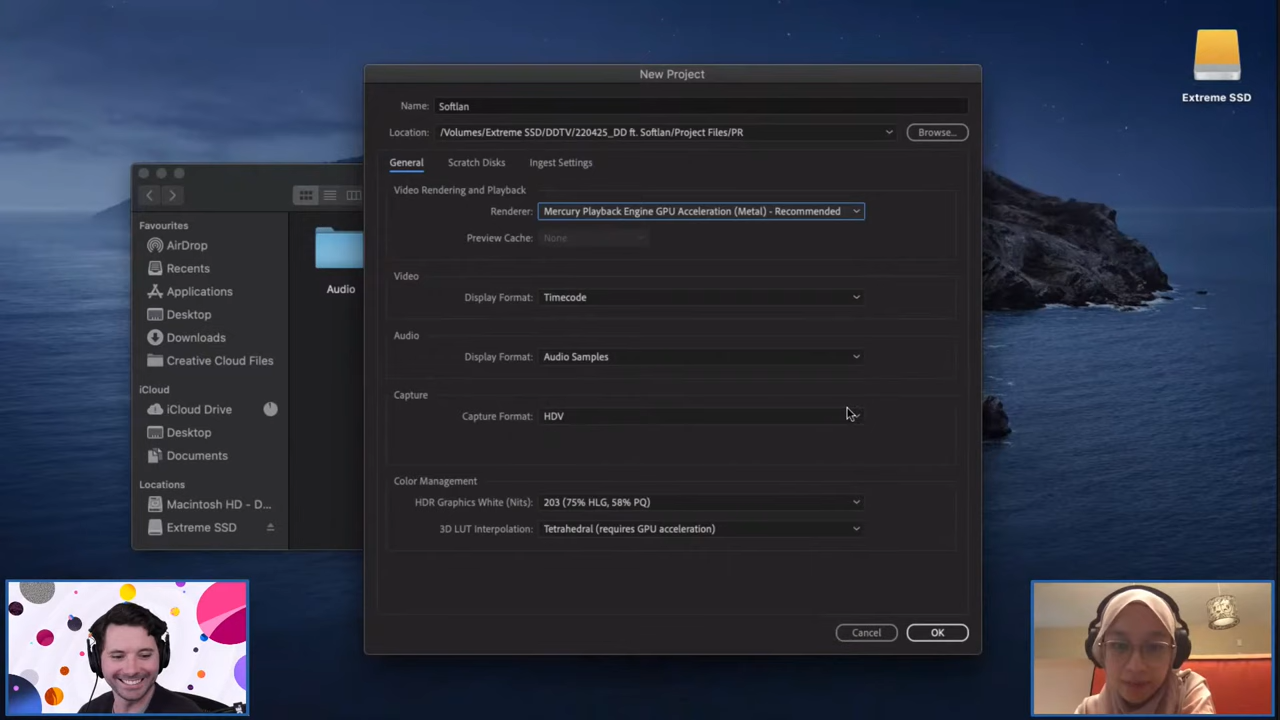 New Project
Name: Softlan
Location: /Volumes/Extreme SSD/DDTV/220425_DD ft. Softlan/Project Files/PR Browse...
General Scratch Disks Ingest Settings
Video Rendering and Playback
Renderer: Mercury Playback Engine GPU Acceleration (Metal) - Recommended
Preview Cache: None
Video
Display Format: Timecode
Audio
Display Format: Audio Samples
Capture
Capture Format: HDV
Color Management
HDR Graphics White (Nits): 203 (75% HLG, 58% PQ)
3D LUT Interpolation: Tetrahedral (requires GPU acceleration)
Cancel OK
Favourites
AirDrop
Recents
Applications
Desktop
Downloads
Creative Cloud Files
iCloud
iCloud Drive
Desktop
Documents
Locations
Macintosh HD - D...
Extreme SSD
Audio
Extreme SSD